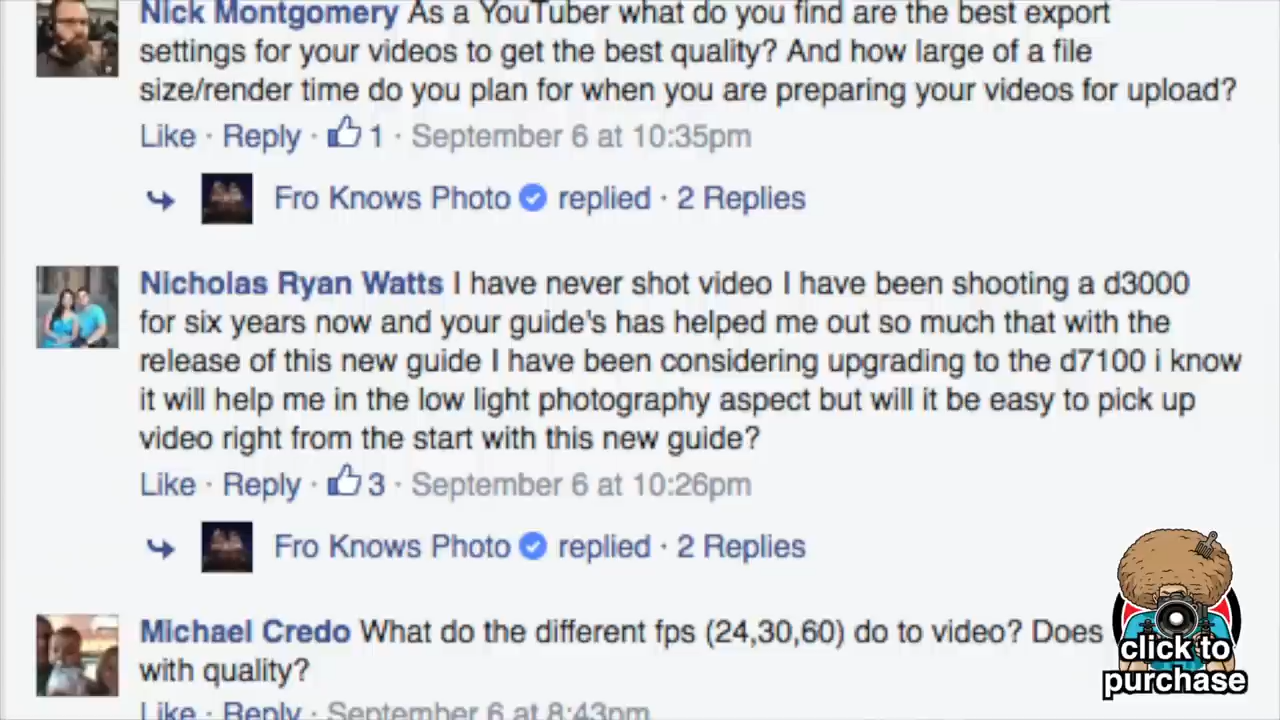 Nick Montgomery As a YouTuber what do you find are the best export
settings for your videos to get the best quality? And how large of a file
size/render time do you plan for when you are preparing your videos for upload?
Like · Reply · 1 · September 6 at 10:35pm
Fro Knows Photo replied · 2 Replies
Nicholas Ryan Watts I have never shot video I have been shooting a d3000
for six years now and your guide's has helped me out so much that with the
release of this new guide I have been considering upgrading to the d7100 i know
it will help me in the low light photography aspect but will it be easy to pick up
video right from the start with this new guide?
Like · Reply · 3 · September 6 at 10:26pm
Fro Knows Photo replied · 2 Replies
Michael Credo What do the different fps (24,30,60) do to video? Does
with quality?
Like · Reply · September 6 at 8:43pm
click to
purchase